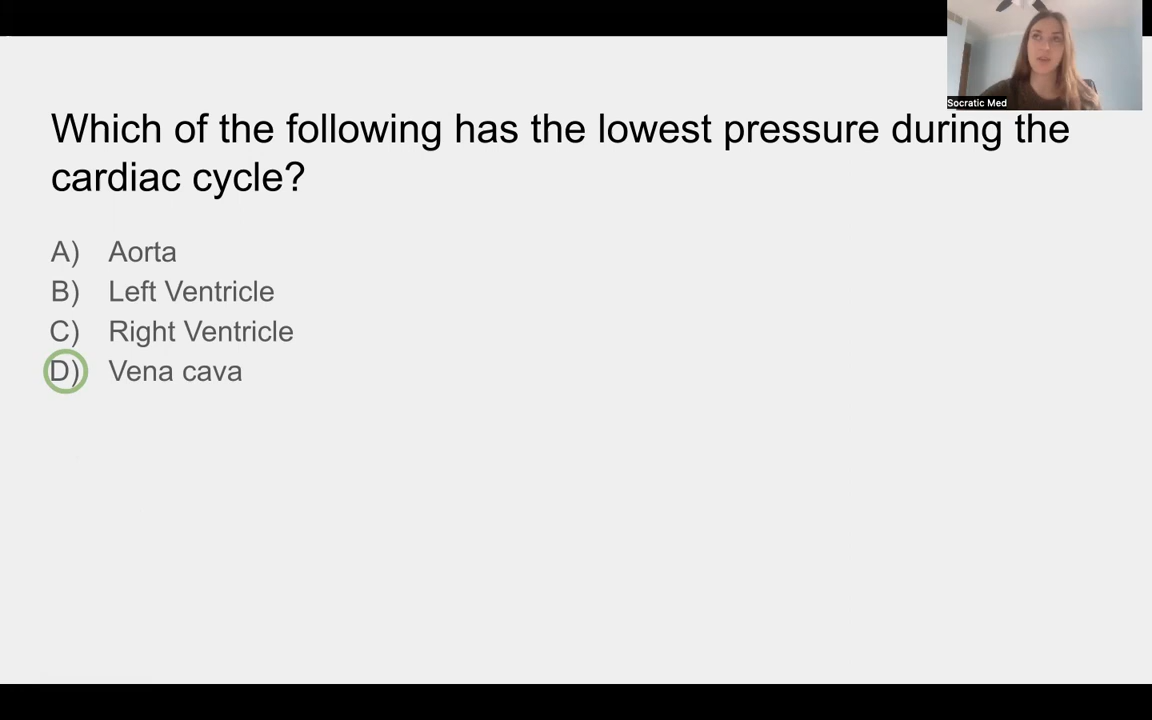 Socratic Med
Which of the following has the lowest pressure during the
cardiac cycle?
A) Aorta
B) Left Ventricle
C) Right Ventricle
D) Vena cava